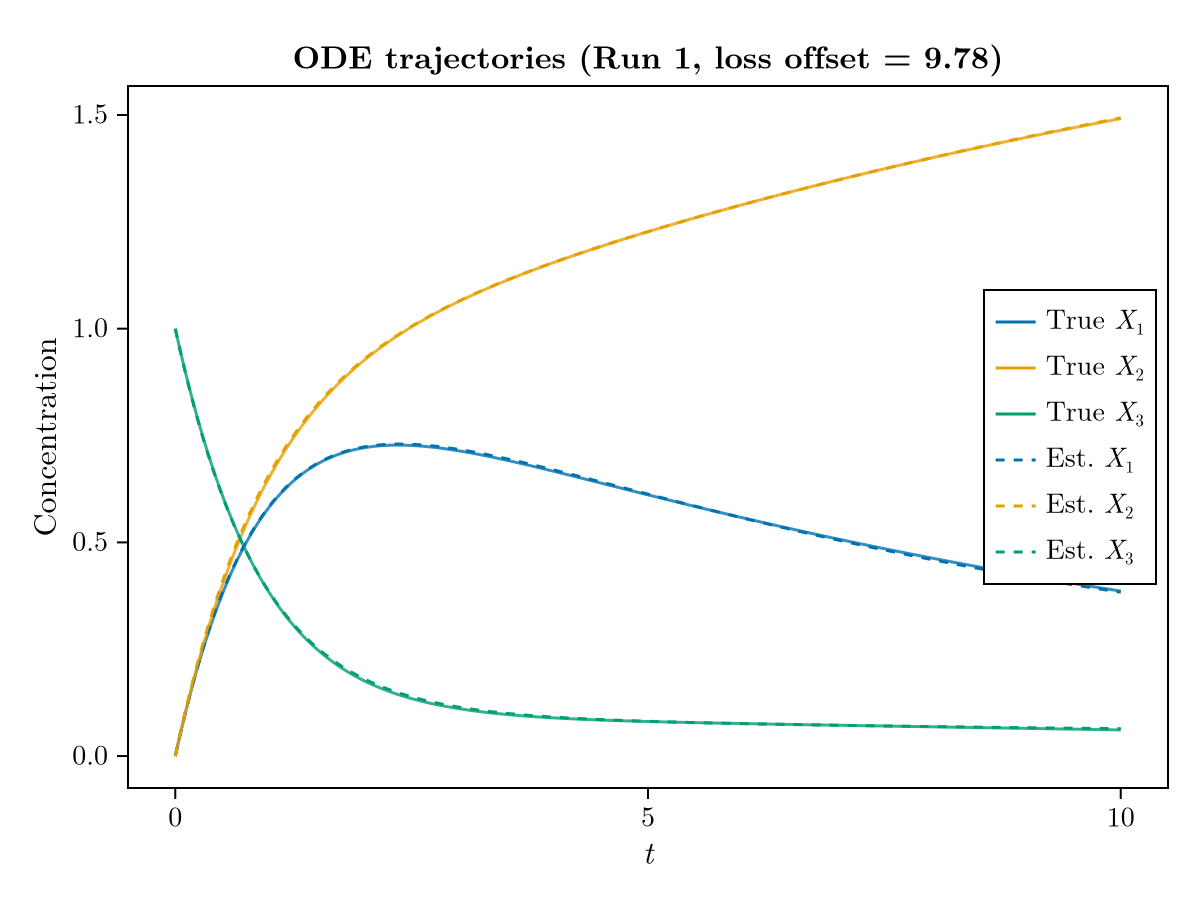 ODE trajectories (Run 1, loss offset = 9.78)
Concentration
1.5
1.0
0.5
0.0
True X₁
True X₂
True X₃
Est. X₁
Est. X₂
Est. X₃
0 5 10
t